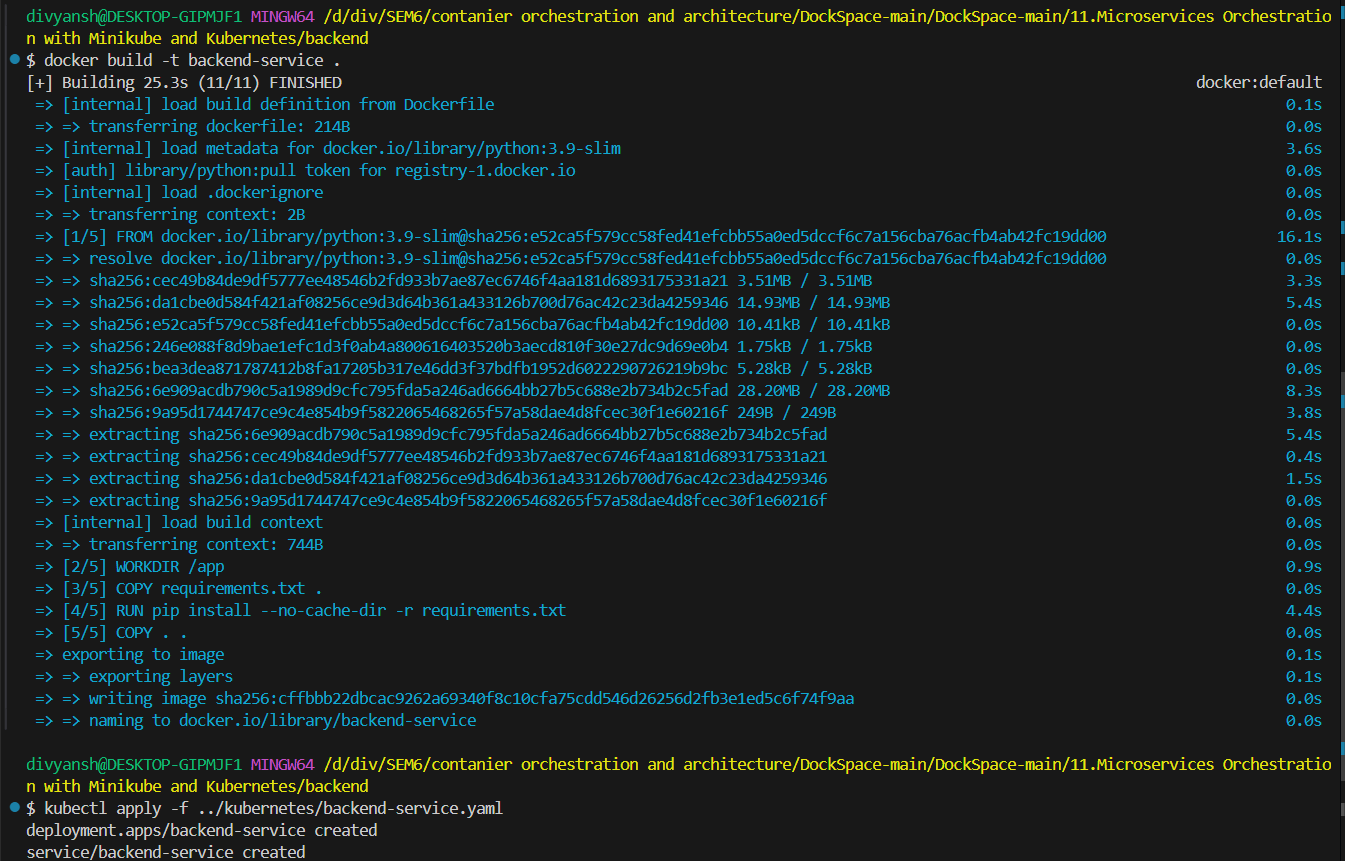 divyansh@DESKTOP-GIPMJF1 MINGW64 /d/div/SEM6/contanier orchestration and architecture/DockSpace-main/DockSpace-main/11.Microservices Orchestratio
n with Minikube and Kubernetes/backend
$ docker build -t backend-service .
[+] Building 25.3s (11/11) FINISHED docker:default
=> [internal] load build definition from Dockerfile 0.1s
=> => transferring dockerfile: 214B 0.0s
=> [internal] load metadata for docker.io/library/python:3.9-slim 3.6s
=> [auth] library/python:pull token for registry-1.docker.io 0.0s
=> [internal] load .dockerignore 0.0s
=> => transferring context: 2B 0.0s
=> [1/5] FROM docker.io/library/python:3.9-slim@sha256:e52ca5f579cc58fed41efcbb55a0ed5dccf6c7a156cba76acfb4ab42fc19dd00 16.1s
=> => resolve docker.io/library/python:3.9-slim@sha256:e52ca5f579cc58fed41efcbb55a0ed5dccf6c7a156cba76acfb4ab42fc19dd00 0.0s
=> => sha256:cec49b84de9df5777ee48546b2fd933b7ae87ec6746f4aa181d6893175331a21 3.51MB / 3.51MB 3.3s
=> => sha256:da1cbe0d584f421af08256ce9d3d64b361a433126b700d76ac42c23da4259346 14.93MB / 14.93MB 5.4s
=> => sha256:e52ca5f579cc58fed41efcbb55a0ed5dccf6c7a156cba76acfb4ab42fc19dd00 10.41kB / 10.41kB 0.0s
=> => sha256:246e088f8d9bae1efc1d3f0ab4a800616403520b3aecd810f30e27dc9d69e0b4 1.75kB / 1.75kB 0.0s
=> => sha256:bea3dea871787412b8fa17205b317e46dd3f37bdfb1952d6022290726219b9bc 5.28kB / 5.28kB 0.0s
=> => sha256:6e909acdb790c5a1989d9cfc795fda5a246ad6664bb27b5c688e2b734b2c5fad 28.20MB / 28.20MB 8.3s
=> => sha256:9a95d1744747ce9c4e854b9f5822065468265f57a58dae4d8fcec30f1e60216f 249B / 249B 3.8s
=> => extracting sha256:6e909acdb790c5a1989d9cfc795fda5a246ad6664bb27b5c688e2b734b2c5fad 5.4s
=> => extracting sha256:cec49b84de9df5777ee48546b2fd933b7ae87ec6746f4aa181d6893175331a21 0.4s
=> => extracting sha256:da1cbe0d584f421af08256ce9d3d64b361a433126b700d76ac42c23da4259346 1.5s
=> => extracting sha256:9a95d1744747ce9c4e854b9f5822065468265f57a58dae4d8fcec30f1e60216f 0.0s
=> [internal] load build context 0.0s
=> => transferring context: 744B 0.0s
=> [2/5] WORKDIR /app 0.9s
=> [3/5] COPY requirements.txt . 0.0s
=> [4/5] RUN pip install --no-cache-dir -r requirements.txt 4.4s
=> [5/5] COPY . . 0.0s
=> exporting to image 0.1s
=> => exporting layers 0.1s
=> => writing image sha256:cffbbb22dbcac9262a69340f8c10cfa75cdd546d26256d2fb3e1ed5c6f74f9aa 0.0s
=> => naming to docker.io/library/backend-service 0.0s
divyansh@DESKTOP-GIPMJF1 MINGW64 /d/div/SEM6/contanier orchestration and architecture/DockSpace-main/DockSpace-main/11.Microservices Orchestratio
n with Minikube and Kubernetes/backend
$ kubectl apply -f ../kubernetes/backend-service.yaml
deployment.apps/backend-service created
service/backend-service created